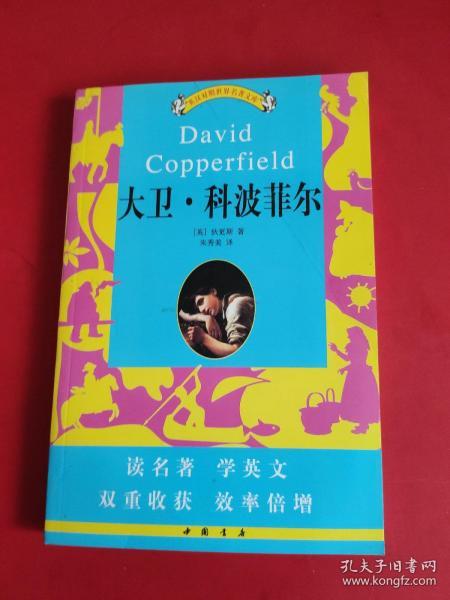 英汉对照世界名著文库
David
Copperfield
大卫·科波菲尔
[英] 狄更斯 著
朱秀美 译
读名著 学英文
双重收获 效率倍增
中国书店
孔夫子旧书网
www.kongfz.com